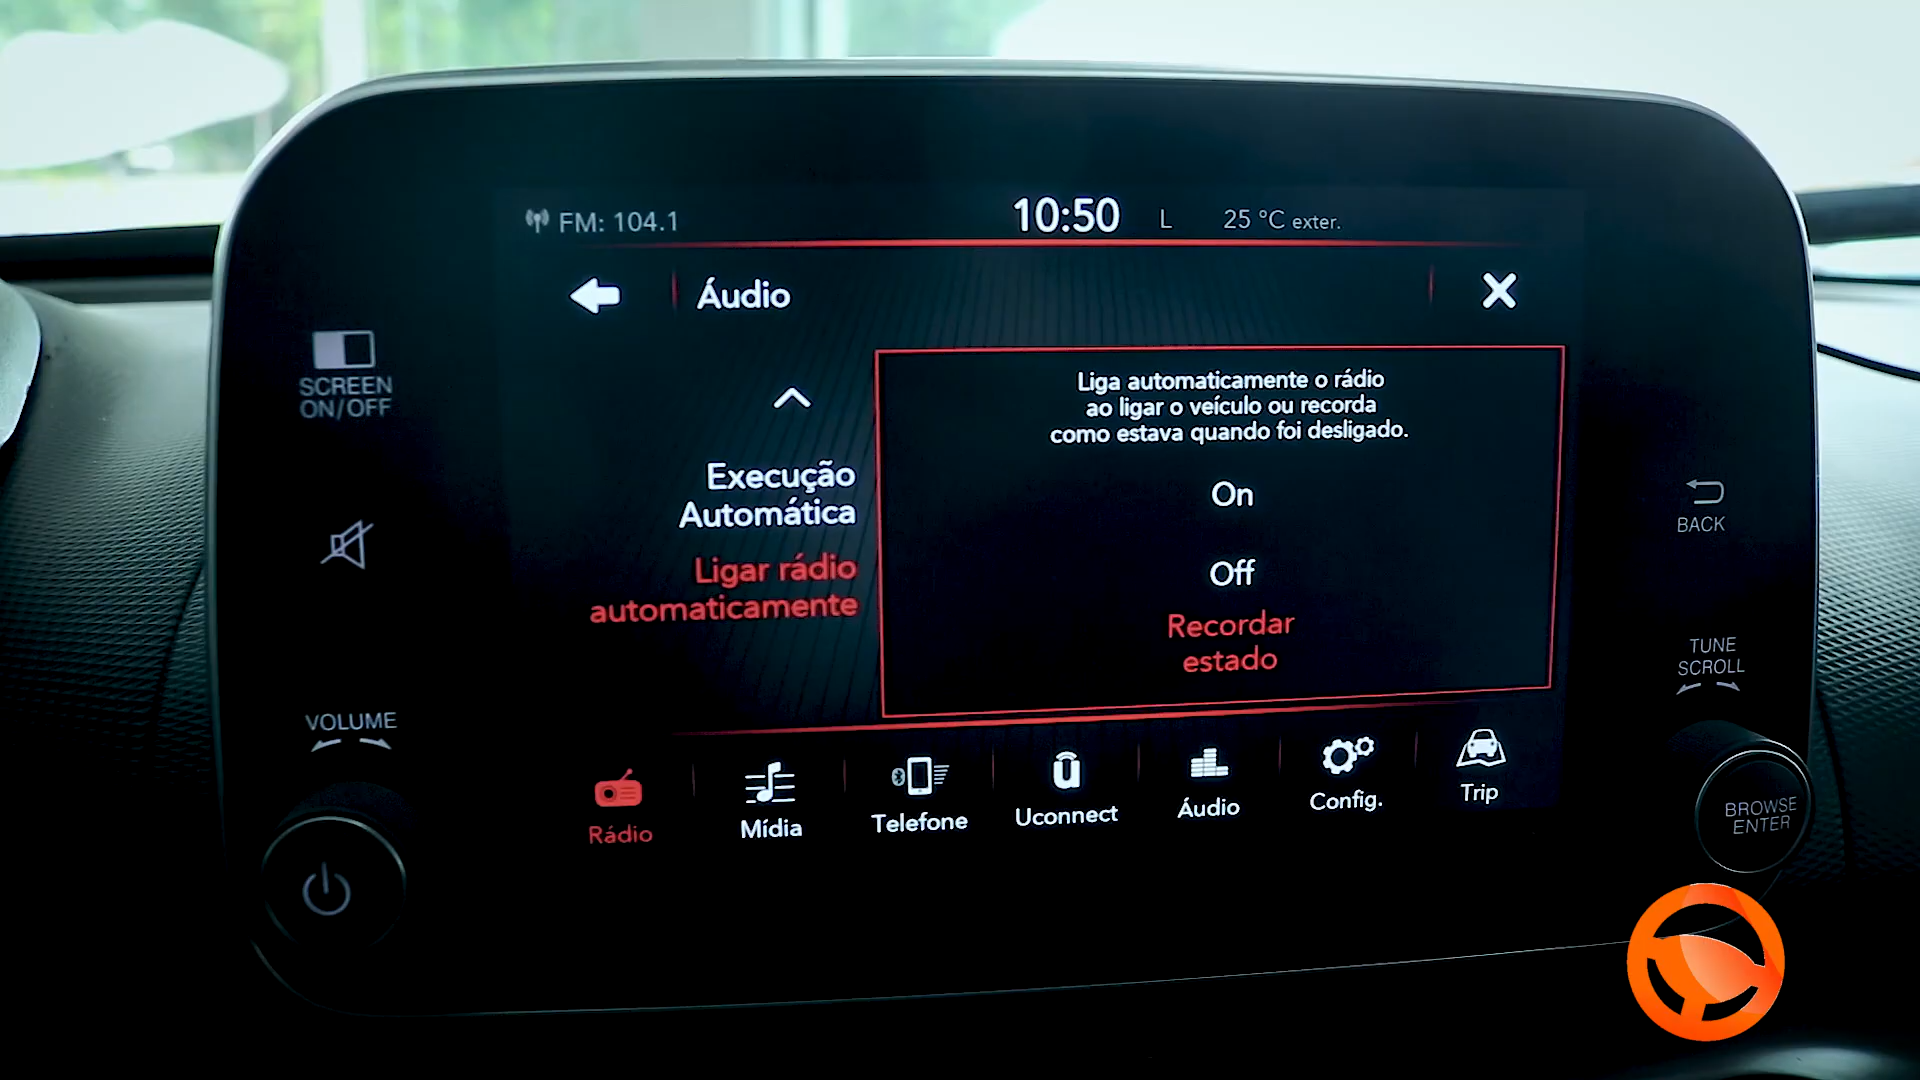 FM: 104.1
10:50
L
25 °C exter.
Áudio
SCREEN
ON/OFF
Liga automaticamente o rádio
ao ligar o veículo ou recorda
como estava quando foi desligado.
Execução
Automática
Ligar rádio
automaticamente
On
Off
Recordar
estado
BACK
TUNE
SCROLL
VOLUME
Rádio
Mídia
Telefone
Uconnect
Áudio
Config.
Trip
BROWSE
ENTER